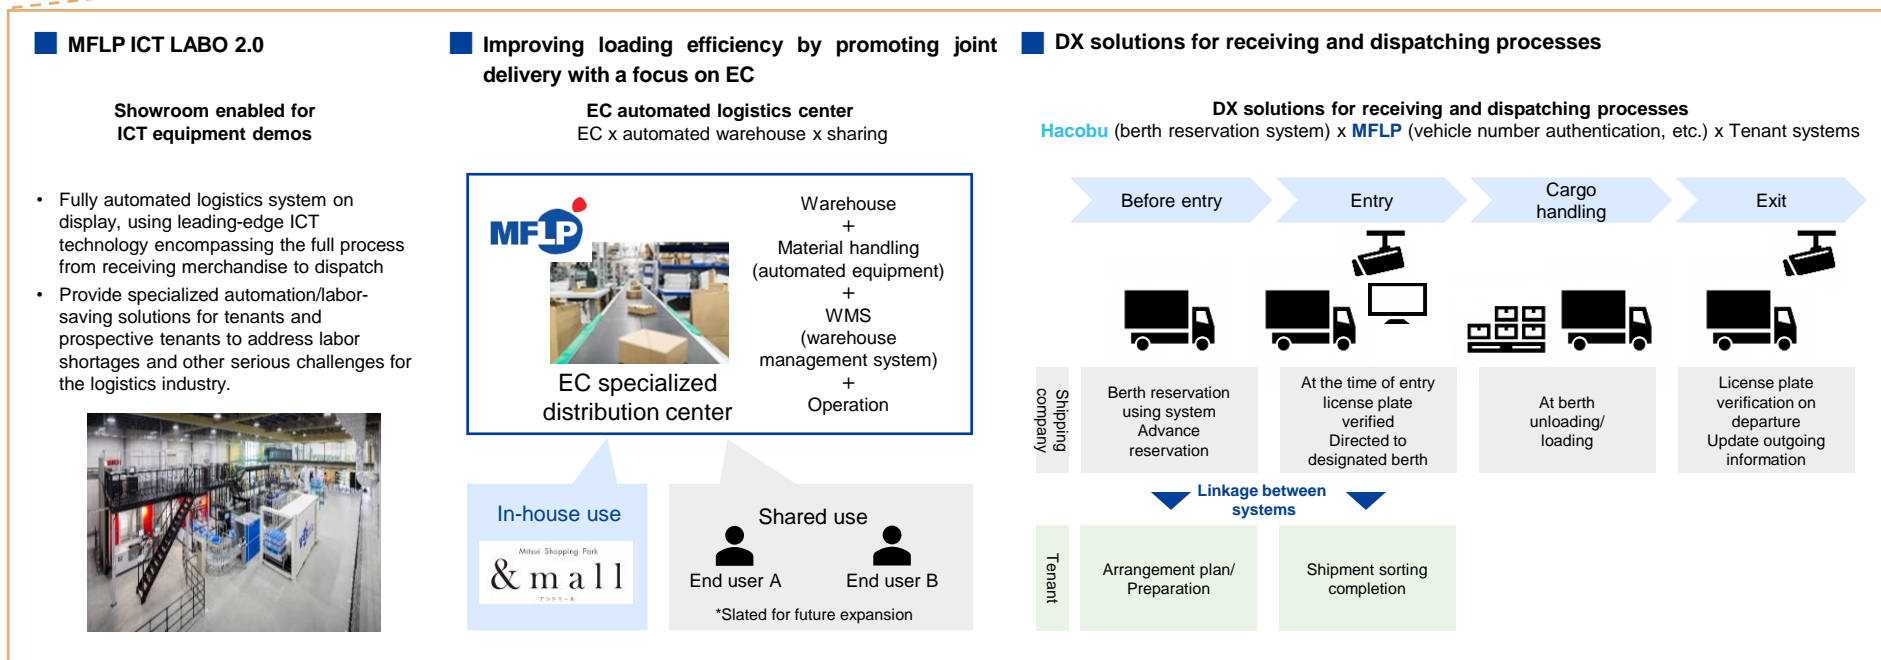 MFLP ICT LABO 2.0
Showroom enabled for
ICT equipment demos
• Fully automated logistics system on
display, using leading-edge ICT
technology encompassing the full process
from receiving merchandise to dispatch
• Provide specialized automation/labor-
saving solutions for tenants and
prospective tenants to address labor
shortages and other serious challenges for
the logistics industry.
Improving loading efficiency by promoting joint
delivery with a focus on EC
EC automated logistics center
EC x automated warehouse x sharing
MFLP
EC specialized
distribution center
Warehouse
+
Material handling
(automated equipment)
+
WMS
(warehouse
management system)
+
Operation
In-house use
Mitsui Shopping Park
&mall
アンドモール
Shared use
End user A
End user B
*Slated for future expansion
DX solutions for receiving and dispatching processes
DX solutions for receiving and dispatching processes
Hacobu (berth reservation system) x MFLP (vehicle number authentication, etc.) x Tenant systems
Before entry
Entry
Cargo
handling
Exit
Shipping
company
Berth reservation
using system
Advance
reservation
At the time of entry
license plate
verified
Directed to
designated berth
At berth
unloading/
loading
License plate
verification on
departure
Update outgoing
information
Linkage between
systems
Tenant
Arrangement plan/
Preparation
Shipment sorting
completion